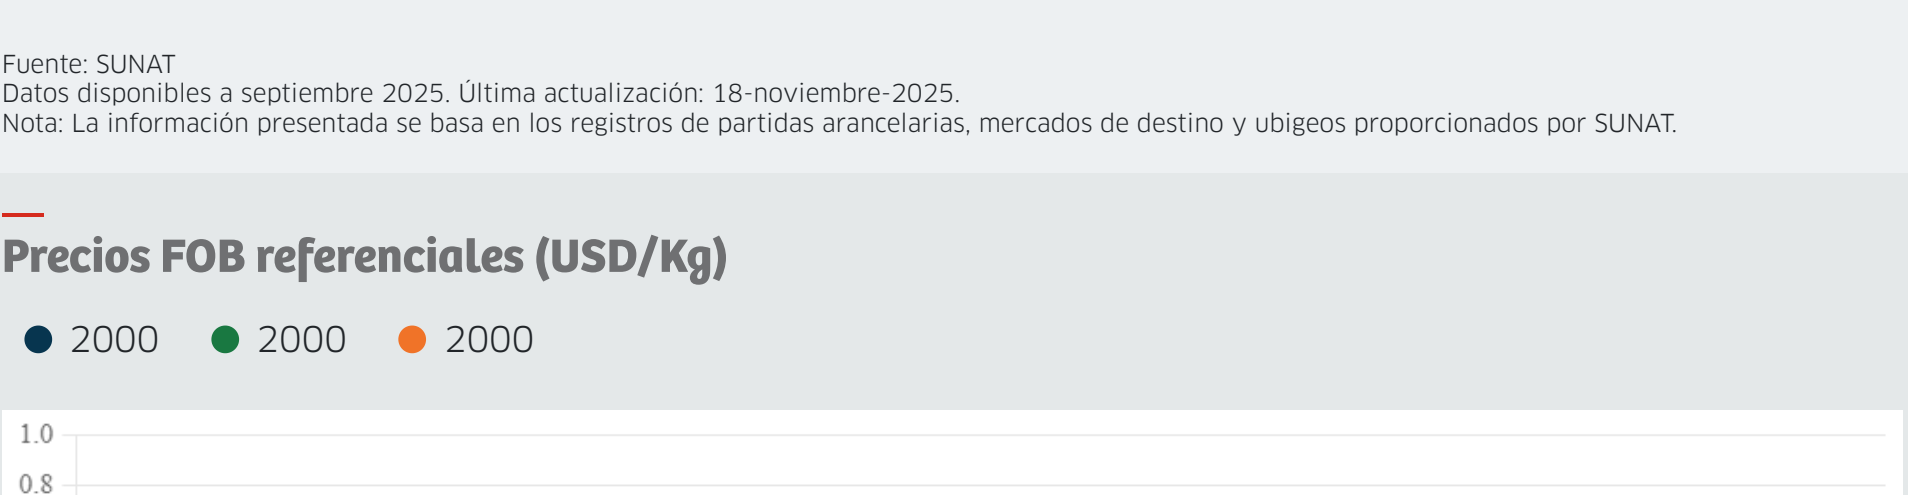 Fuente: SUNAT
Datos disponibles a septiembre 2025. Última actualización: 18-noviembre-2025.
Nota: La información presentada se basa en los registros de partidas arancelarias, mercados de destino y ubigeos proporcionados por SUNAT.
Precios FOB referenciales (USD/Kg)
2000 2000 2000
1.0
0.8